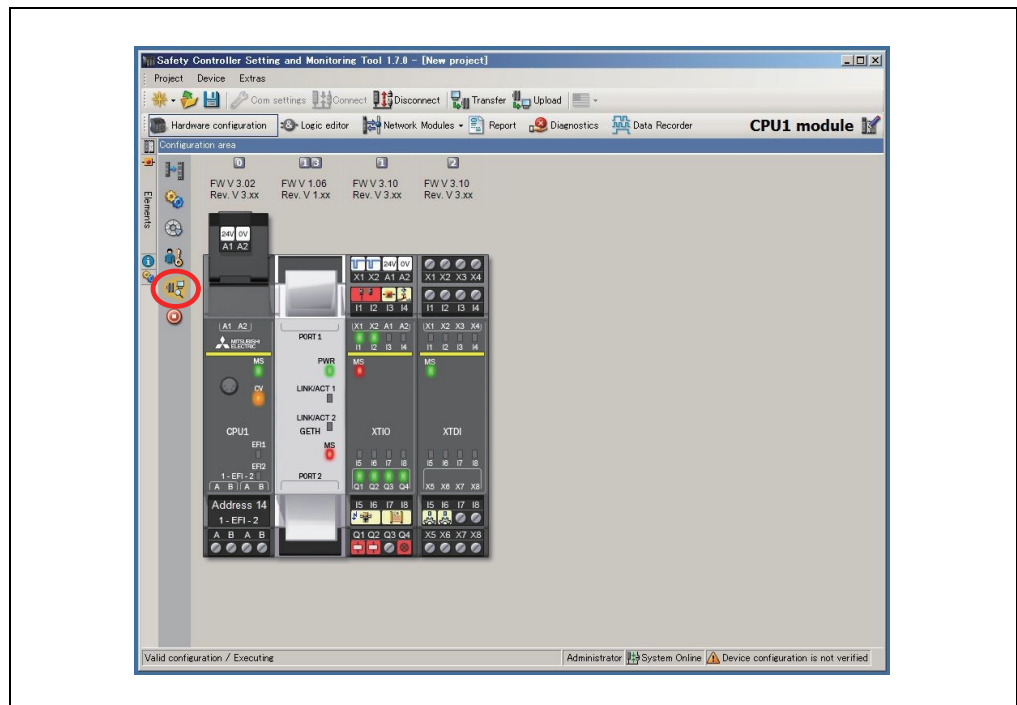 Safety Controller Setting and Monitoring Tool 1.7.0 - [New project]
Project Device Extras
Com settings Connect Disconnect Transfer Upload
Hardware configuration Logic editor Network Modules Report Diagnostics Data Recorder CPU1 module
Configuration area
Elements
0 13 1 2
FW V 3.02 FW V 1.06 FW V 3.10 FW V 3.10
Rev. V 3.xx Rev. V 1.xx Rev. V 3.xx Rev. V 3.xx
24V 0V
A1 A2
24V 0V
X1 X2 A1 A2 X1 X2 X3 X4
I1 I2 I3 I4 I1 I2 I3 I4
A1 A2 X1 X2 A1 A2 X1 X2 X3 X4
MITSUBISHI ELECTRIC PORT 1 I1 I2 I3 I4 I1 I2 I3 I4
MS PWR MS MS
CV LINK/ACT 1
LINK/ACT 2
CPU1 GETH XTIO XTDI
EFI1 MS
EFI2 I5 I6 I7 I8 I5 I6 I7 I8
1 - EFI - 2 PORT 2
A B A B Q1 Q2 Q3 Q4 X5 X6 X7 X8
Address 14 I5 I6 I7 I8 I5 I6 I7 I8
1 - EFI - 2
A B A B Q1 Q2 Q3 Q4 X5 X6 X7 X8
Valid configuration / Executing Administrator System Online Device configuration is not verified